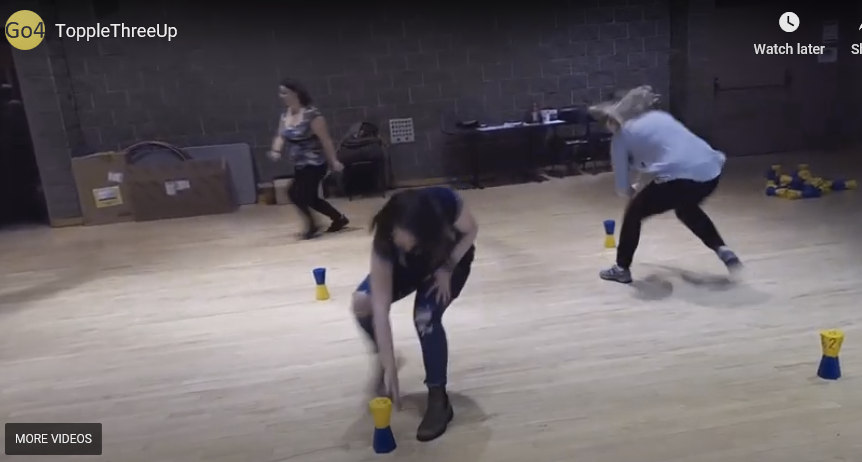 Go4
ToppleThreeUp
Watch later
2
MORE VIDEOS